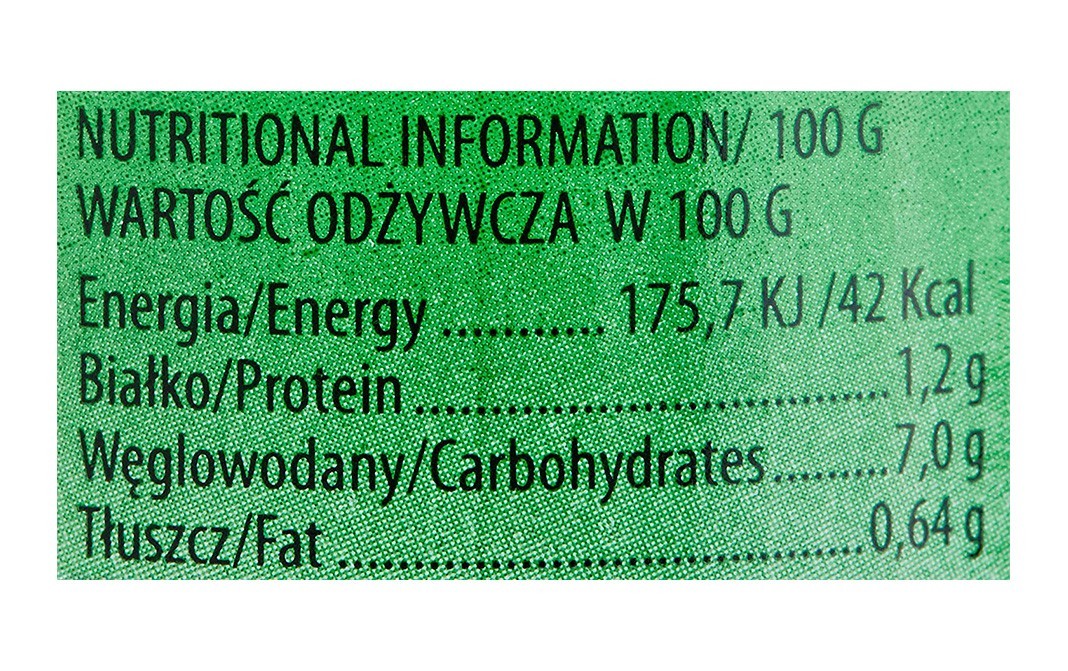 NUTRITIONAL INFORMATION/ 100 G
WARTOŚĆ ODŻYWCZA W 100 G
Energia/Energy ........... 175,7 KJ /42 Kcal
Białko/Protein ................................................ 1,2 g
Węglowodany/Carbohydrates ......... 7,0 g
Tłuszcz/Fat ..................................................... 0,64 g